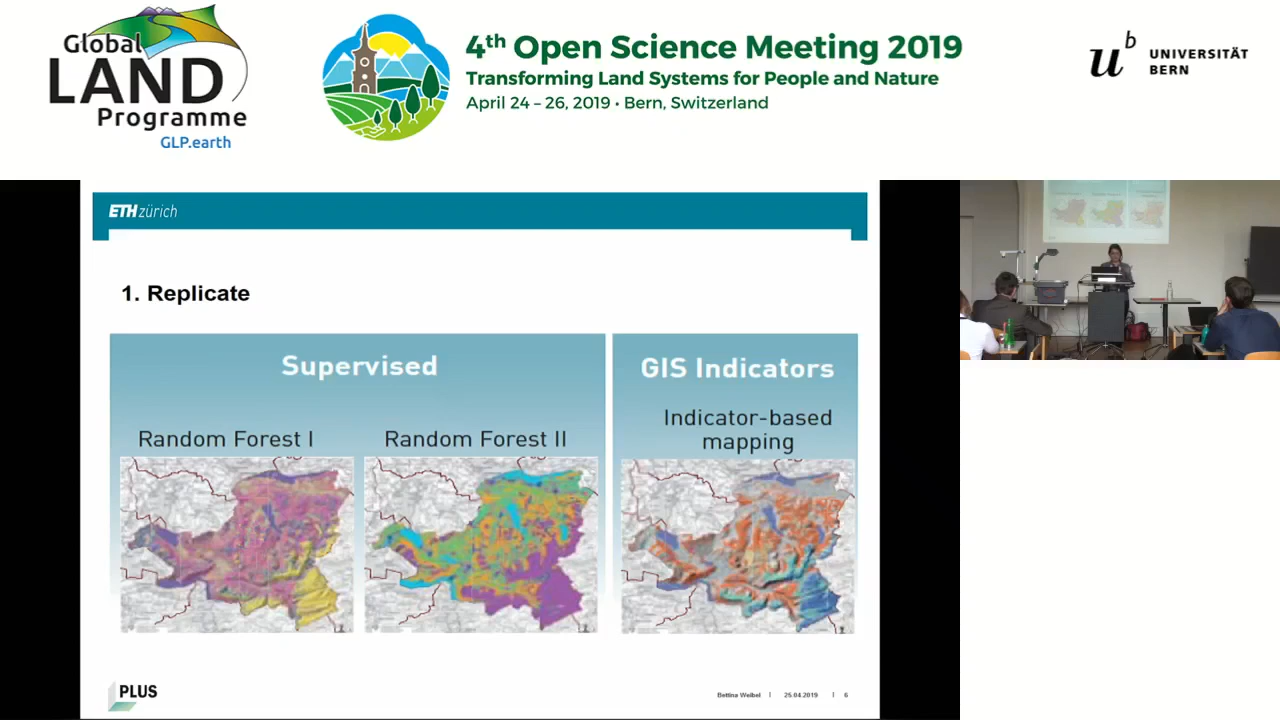 Global
LAND
Programme
GLP.earth
4th Open Science Meeting 2019
Transforming Land Systems for People and Nature
April 24 – 26, 2019 • Bern, Switzerland
u b
UNIVERSITÄT
BERN
ETH zürich
1. Replicate
Supervised
GIS Indicators
Random Forest I
Random Forest II
Indicator-based
mapping
PLUS
Bettina Weibel | 25.04.2019 | 6